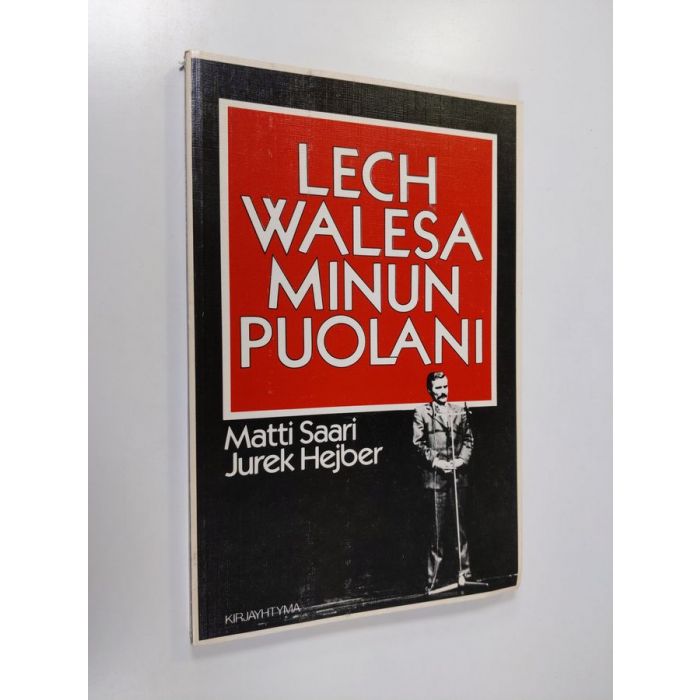 LECH
WALESA
MINUN
PUOLANI
Matti Saari
Jurek Hejber
KIRJAYHTYMÄ